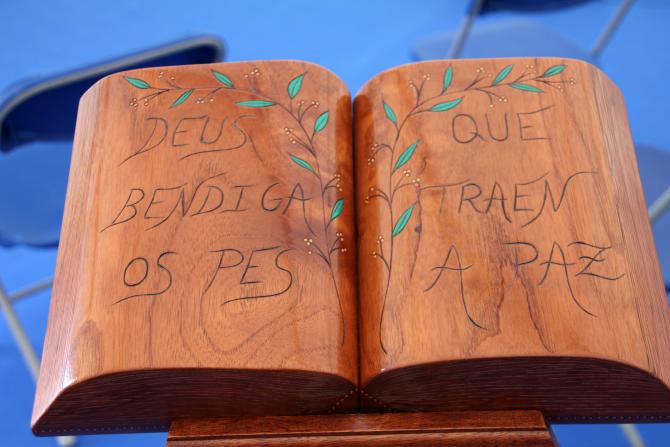 DEUS
BENDIGA
OS PES
QUE
TRAEN
A PAZ